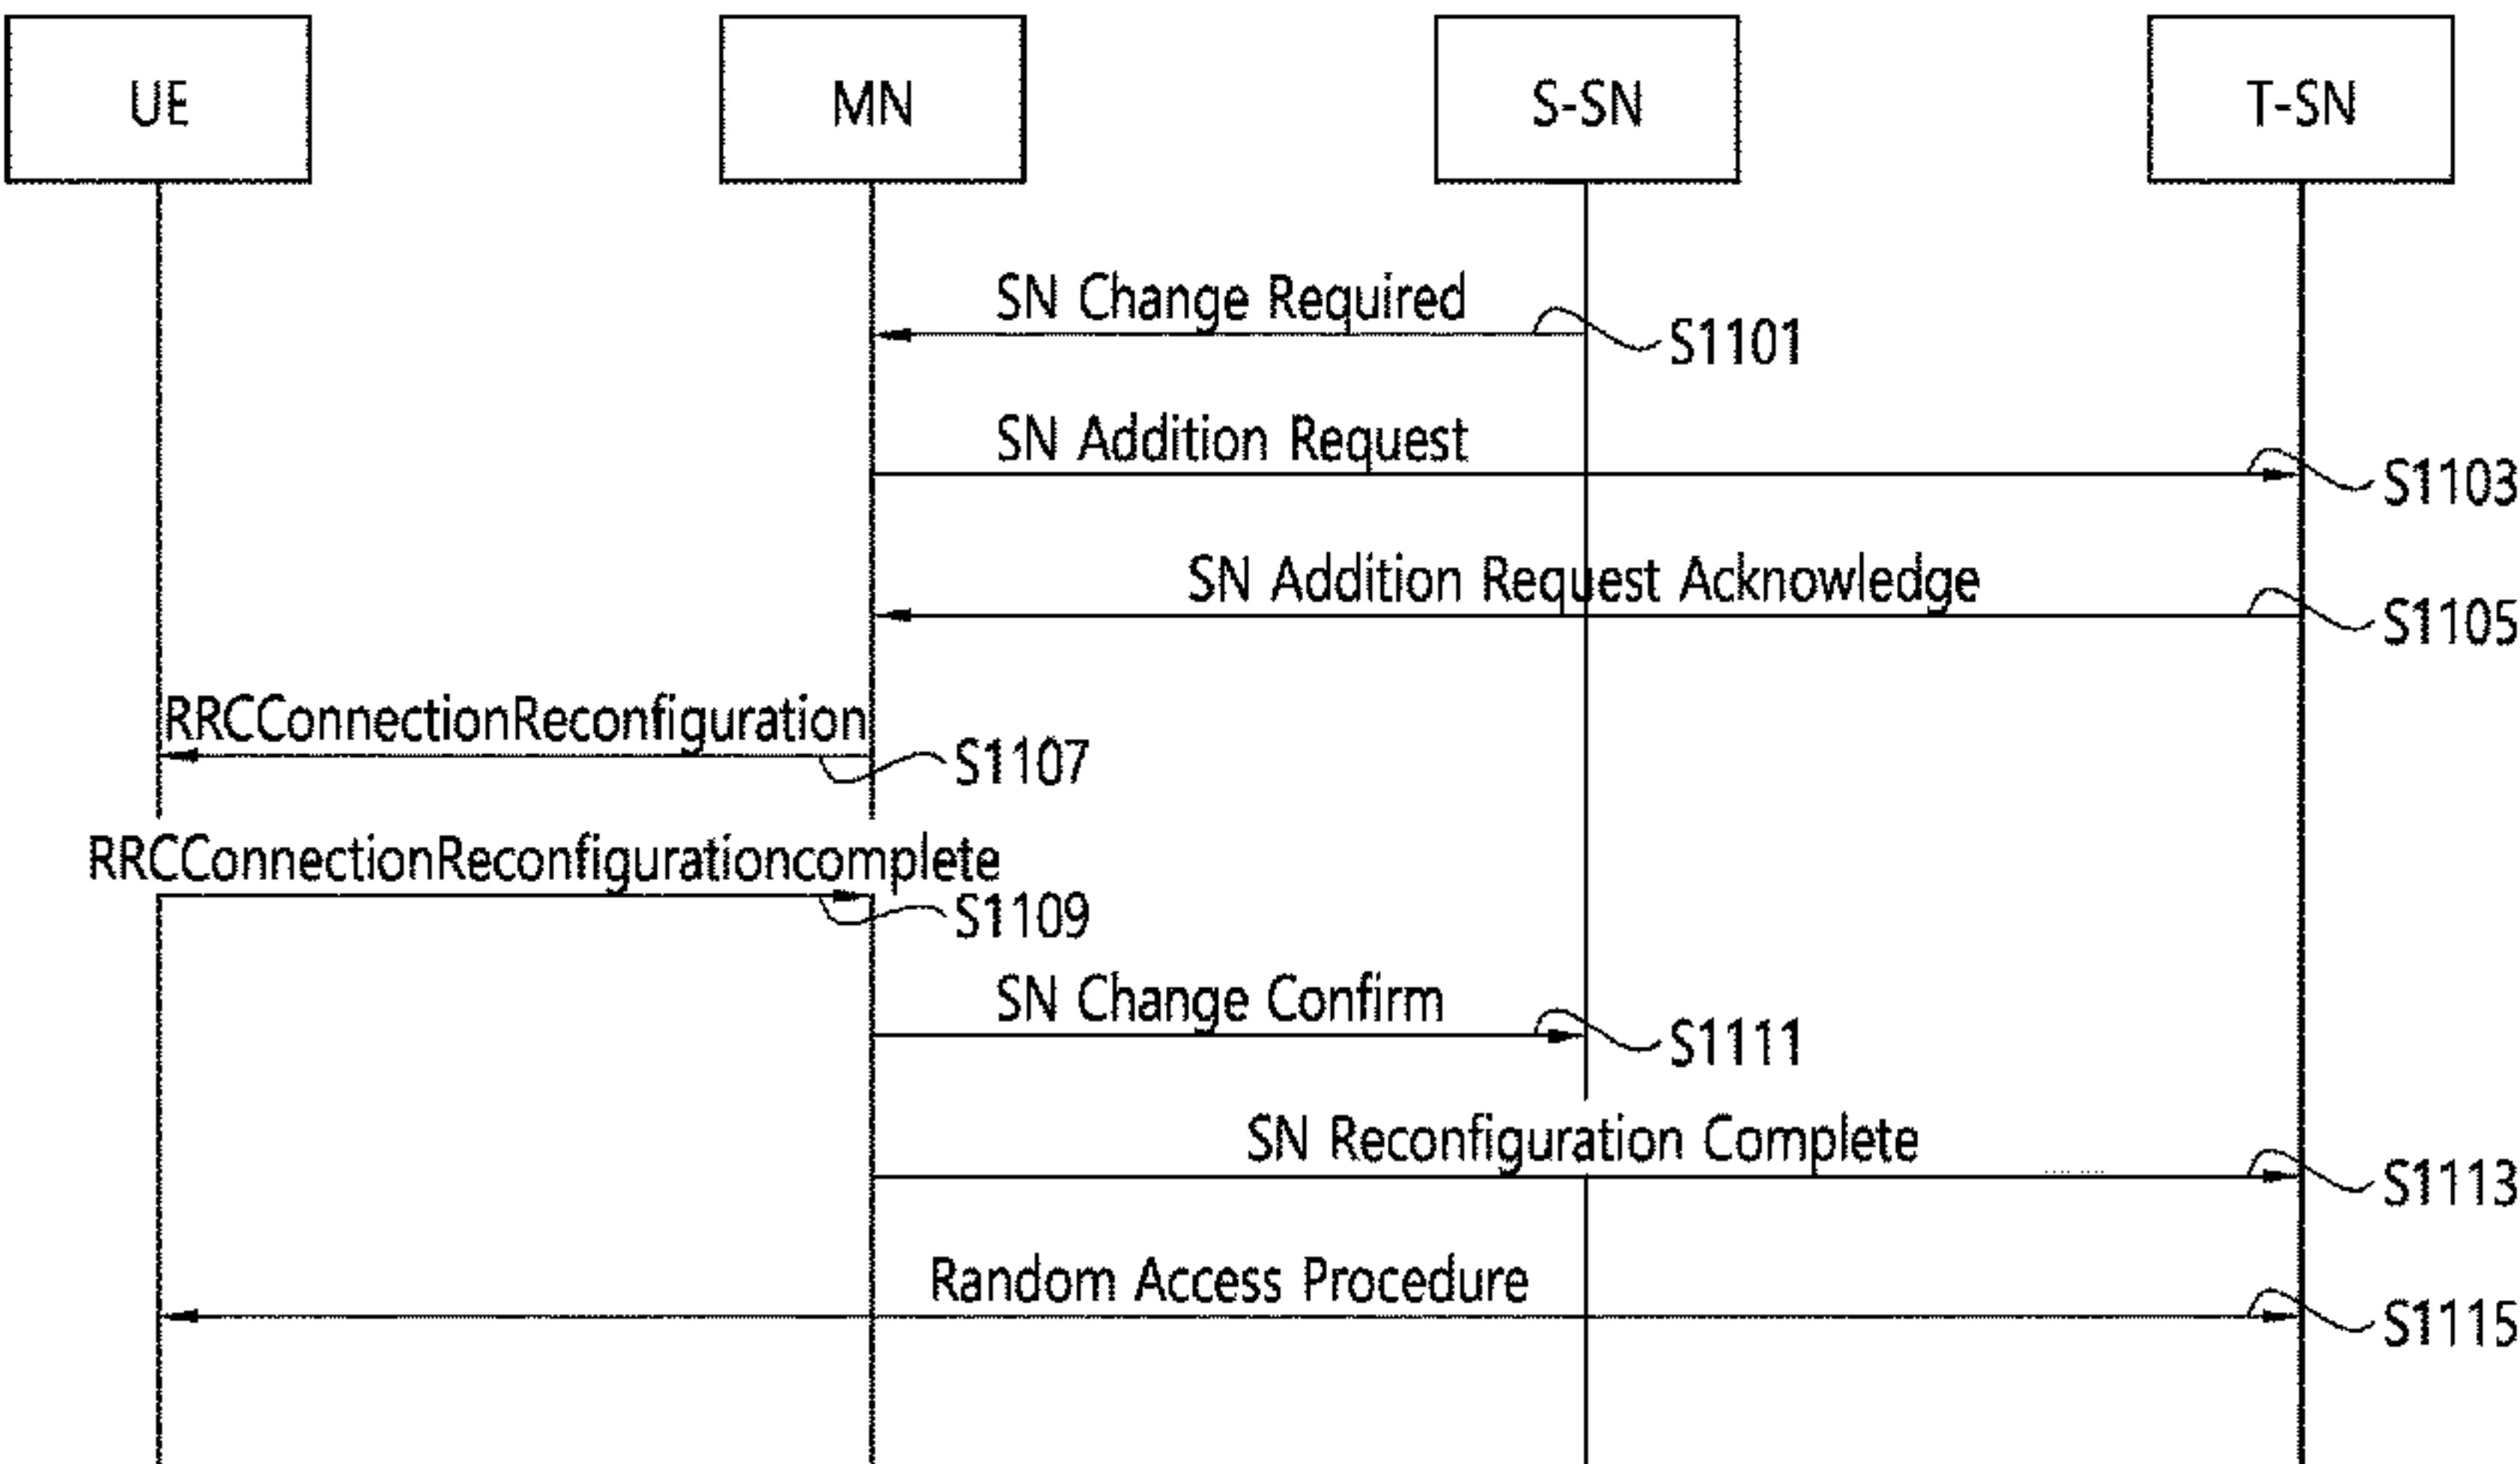 UE
MN
S-SN
T-SN
SN Change Required
S1101
SN Addition Request
S1103
SN Addition Request Acknowledge
S1105
RRCConnectionReconfiguration
S1107
RRCConnectionReconfigurationcomplete
S1109
SN Change Confirm
S1111
SN Reconfiguration Complete
S1113
Random Access Procedure
S1115